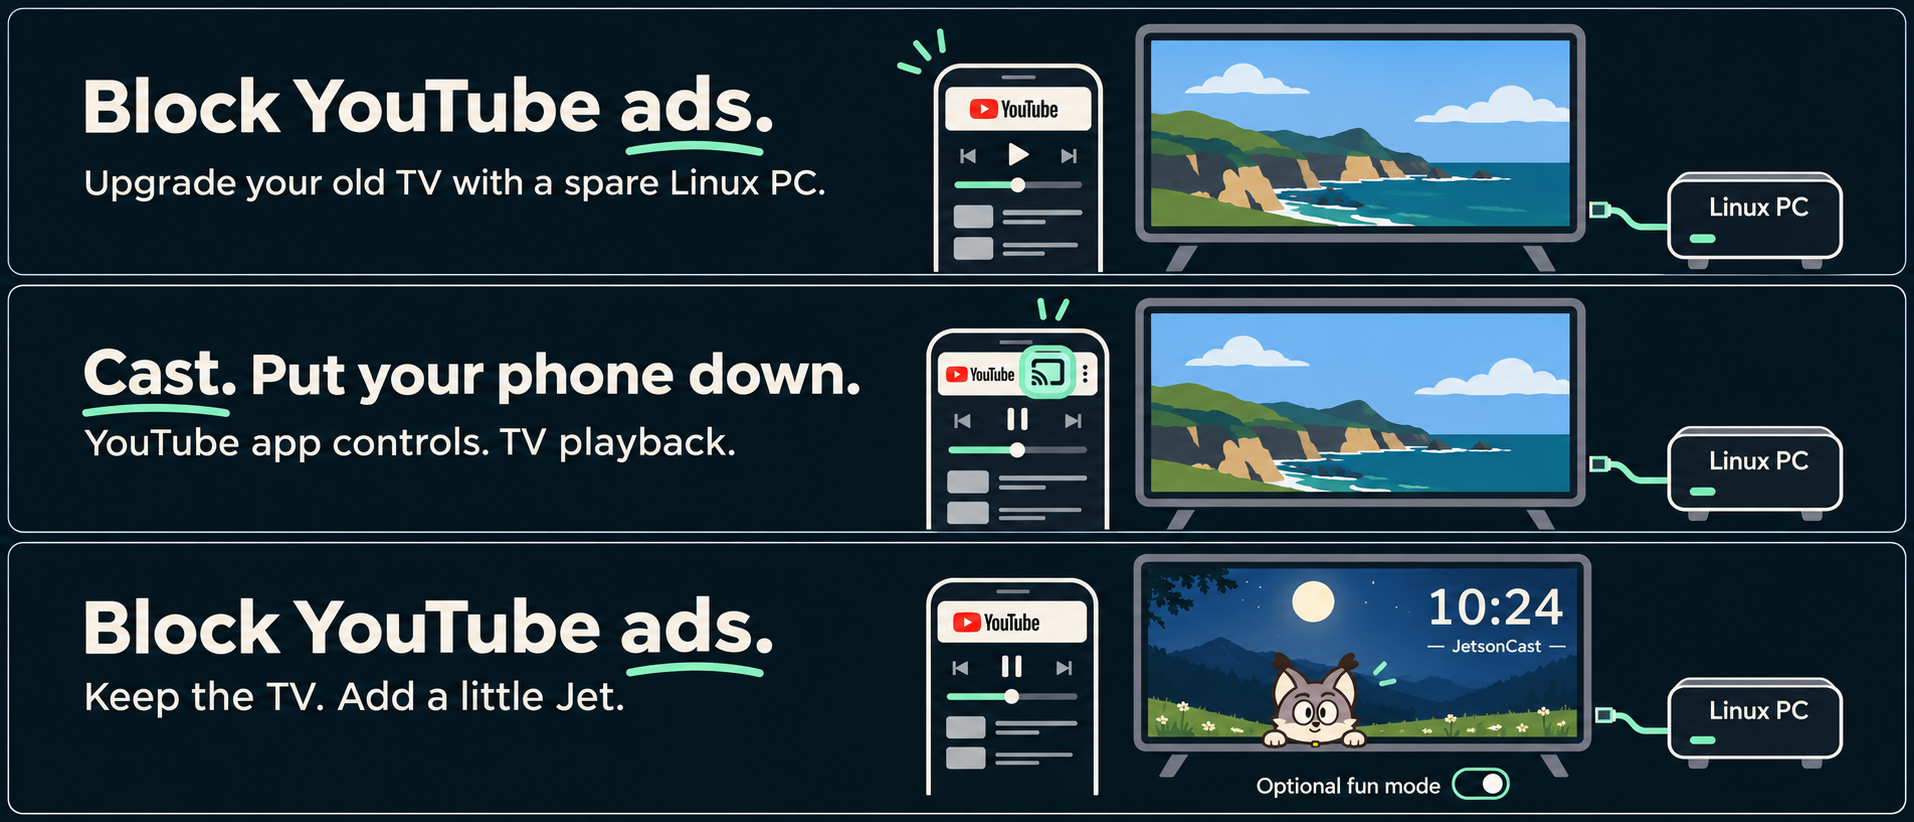 Block YouTube ads.
Upgrade your old TV with a spare Linux PC.
YouTube
Linux PC
Cast. Put your phone down.
YouTube app controls. TV playback.
YouTube
Linux PC
Block YouTube ads.
Keep the TV. Add a little Jet.
YouTube
10:24
— JetsonCast —
Linux PC
Optional fun mode